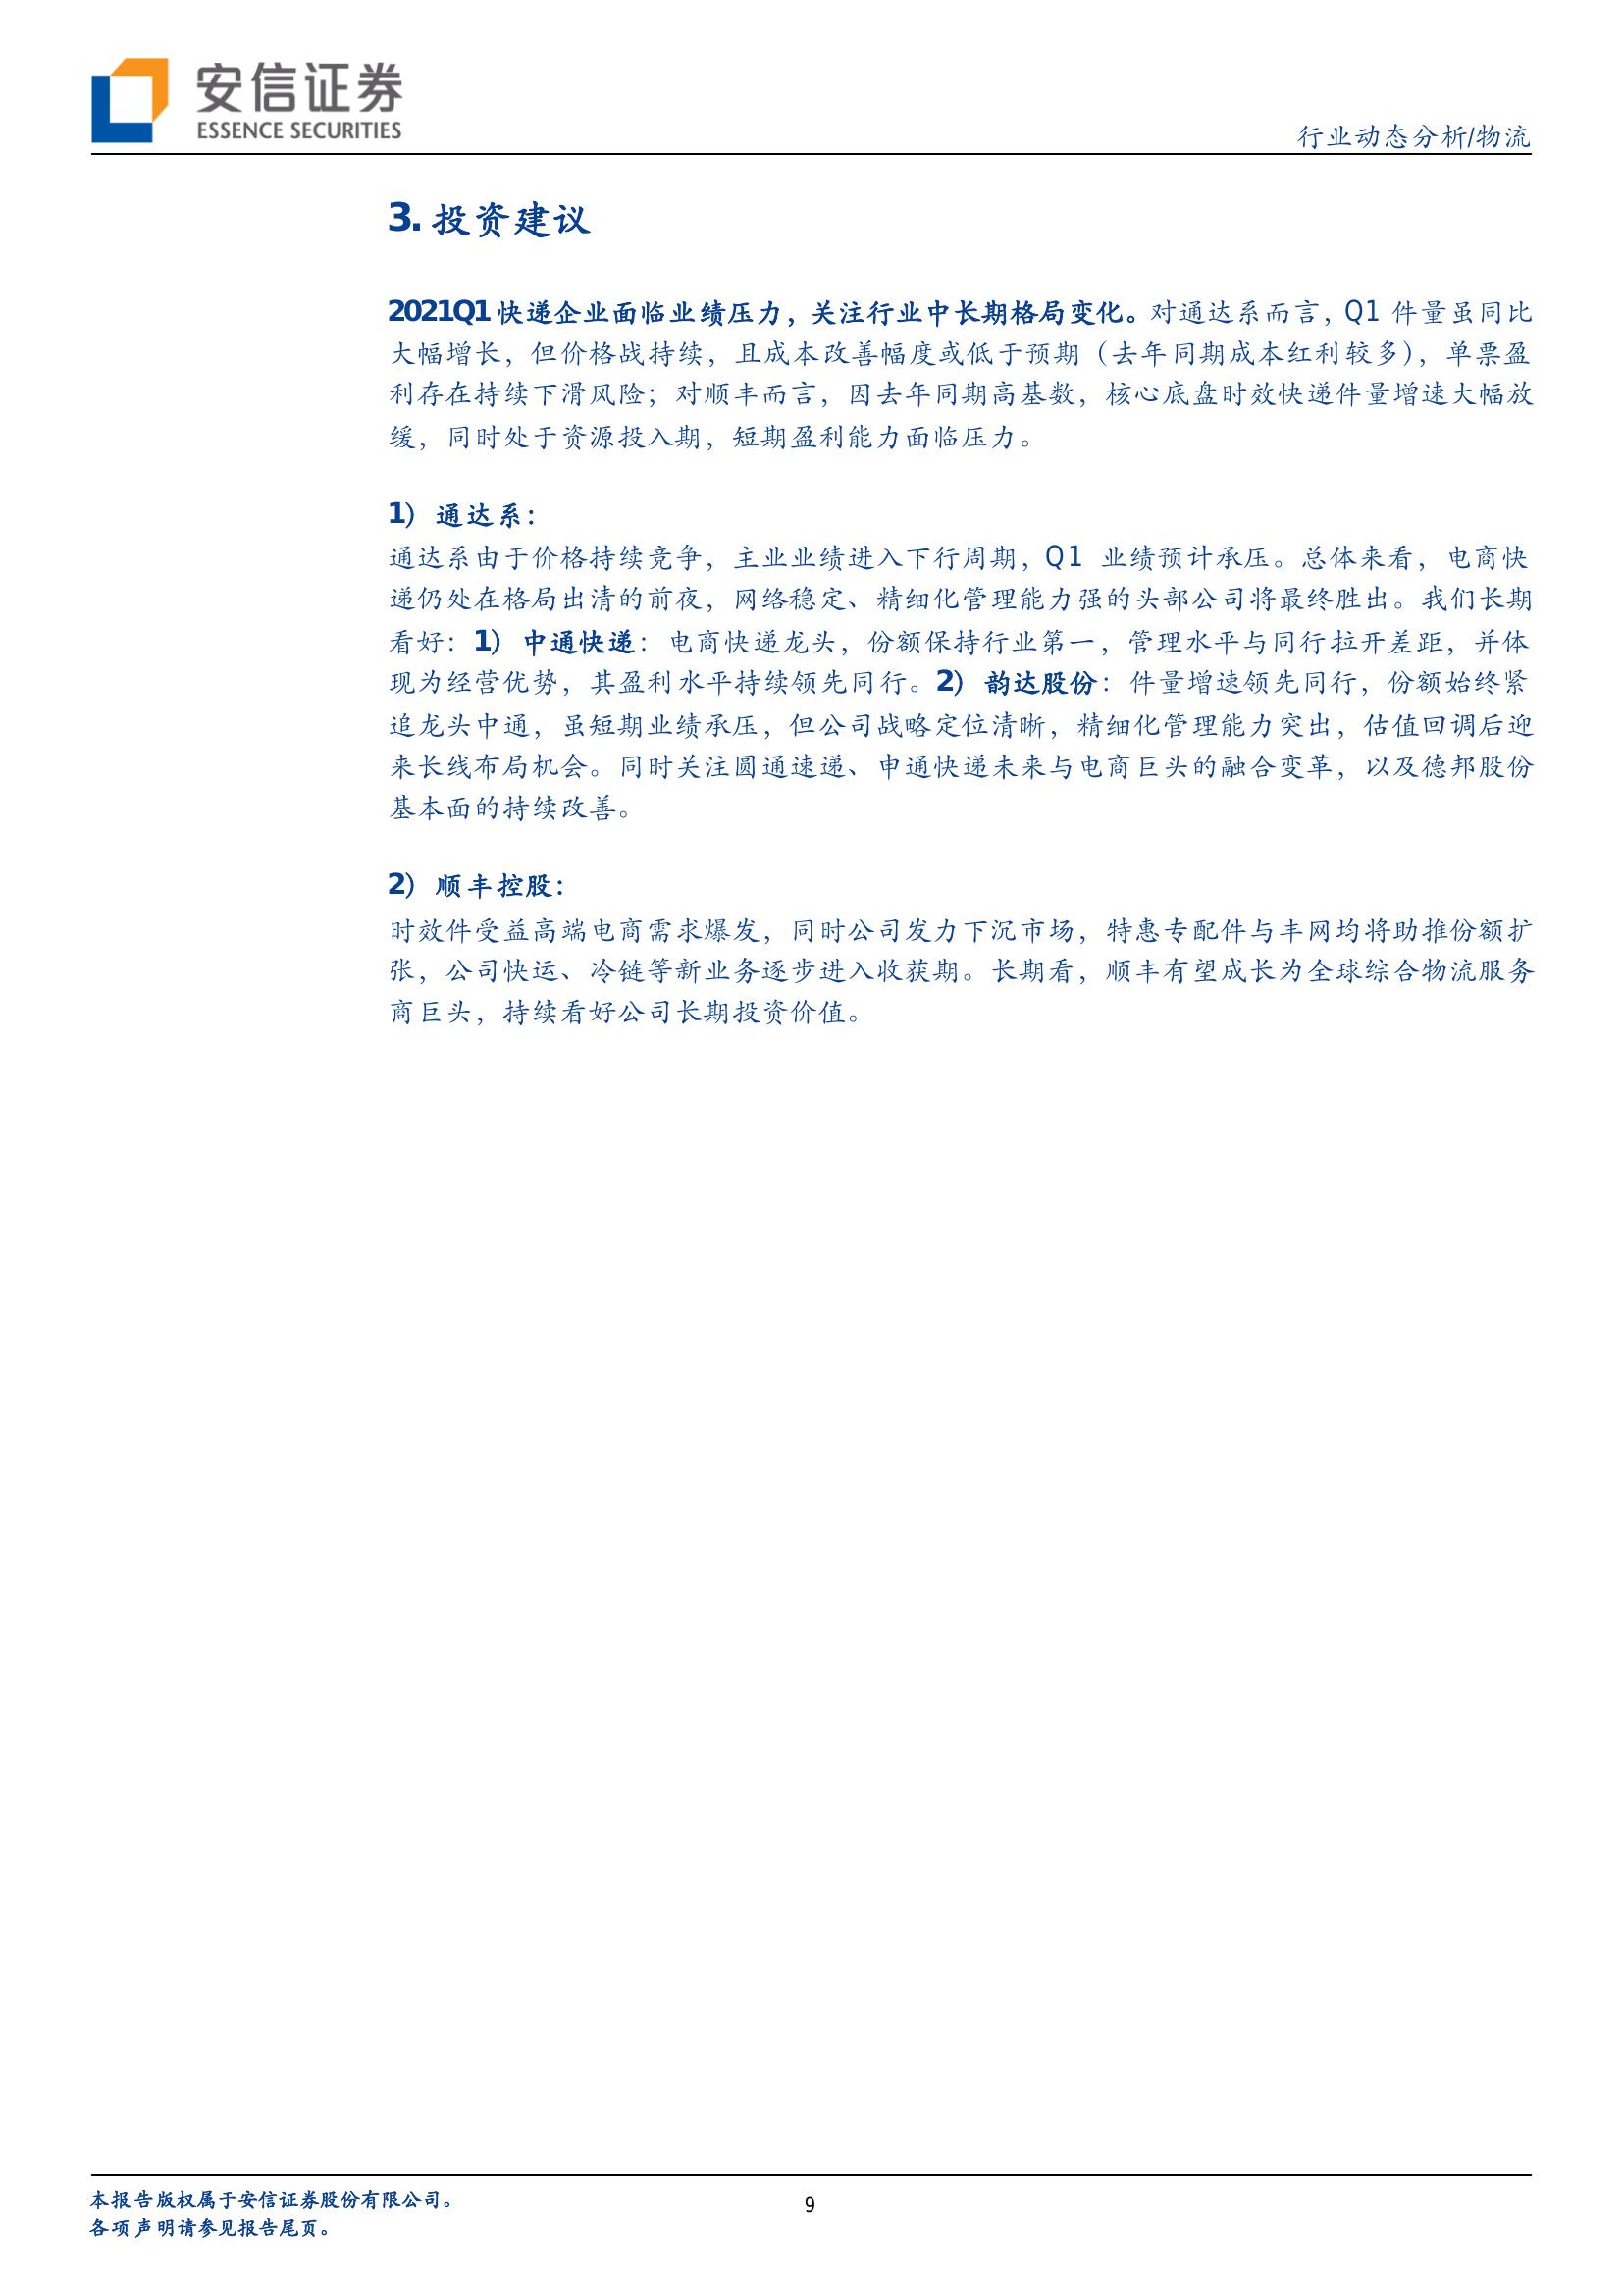 安信证券
ESSENCE SECURITIES
行业动态分析/物流
3. 投资建议
2021Q1 快递企业面临业绩压力，关注行业中长期格局变化。对通达系而言，Q1 件量虽同比
大幅增长，但价格战持续，且成本改善幅度或低于预期（去年同期成本红利较多），单票盈
利存在持续下滑风险；对顺丰而言，因去年同期高基数，核心底盘时效快递件量增速大幅放
缓，同时处于资源投入期，短期盈利能力面临压力。
1）通达系：
通达系由于价格持续竞争，主业业绩进入下行周期，Q1 业绩预计承压。总体来看，电商快
递仍处在格局出清的前夜，网络稳定、精细化管理能力强的头部公司将最终胜出。我们长期
看好：1）中通快递：电商快递龙头，份额保持行业第一，管理水平与同行拉开差距，并体
现为经营优势，其盈利水平持续领先同行。2）韵达股份：件量增速领先同行，份额始终紧
追龙头中通，虽短期业绩承压，但公司战略定位清晰，精细化管理能力突出，估值回调后迎
来长线布局机会。同时关注圆通速递、申通快递未来与电商巨头的融合变革，以及德邦股份
基本面的持续改善。
2）顺丰控股：
时效件受益高端电商需求爆发，同时公司发力下沉市场，特惠专配件与丰网均将助推份额扩
张，公司快运、冷链等新业务逐步进入收获期。长期看，顺丰有望成长为全球综合物流服务
商巨头，持续看好公司长期投资价值。
本报告版权属于安信证券股份有限公司。
各项声明请参见报告尾页。
9